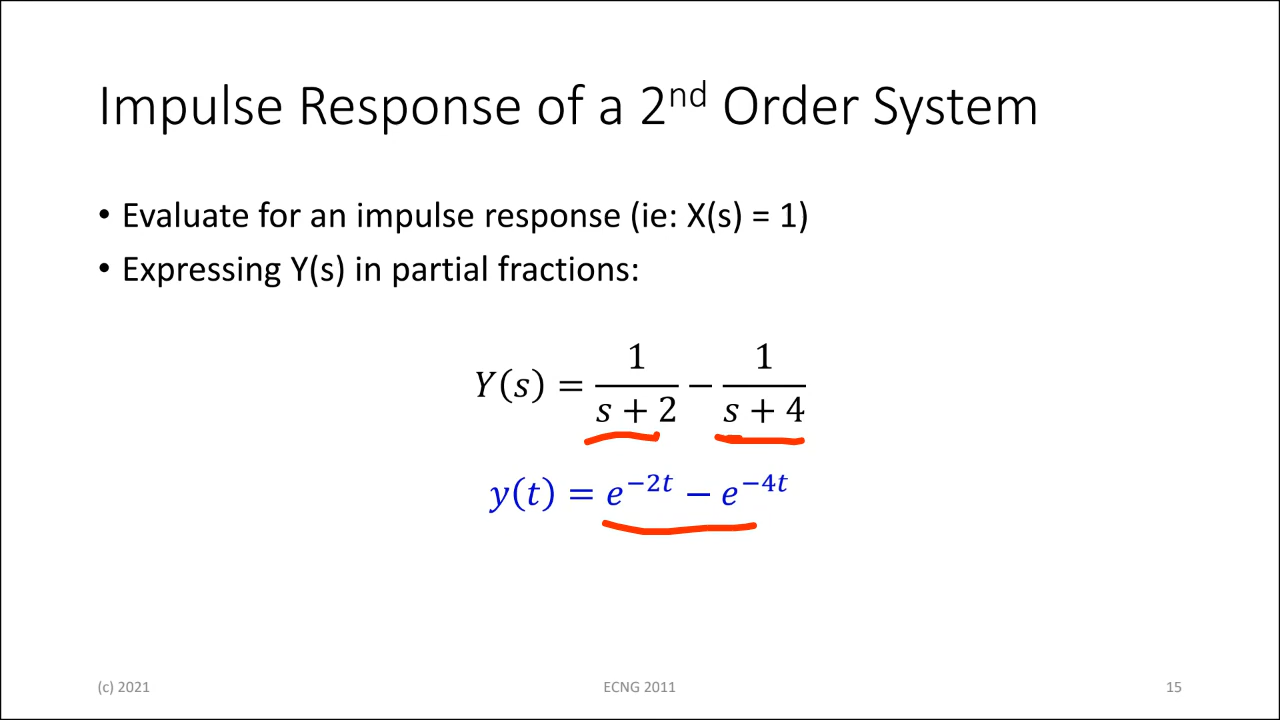 Impulse Response of a 2nd Order System
• Evaluate for an impulse response (ie: X(s) = 1)
• Expressing Y(s) in partial fractions:
Y(s) = 1/(s + 2) − 1/(s + 4)
y(t) = e^{−2t} − e^{−4t}
(c) 2021 ECNG 2011 15